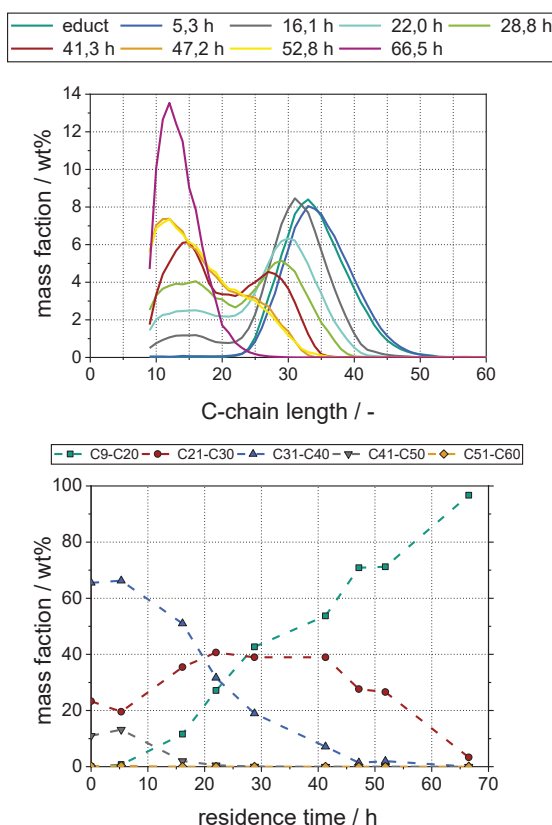 educt 5,3 h 16,1 h 22,0 h 28,8 h
41,3 h 47,2 h 52,8 h 66,5 h
14
12
10
8
6
4
2
0
mass faction / wt%
0 10 20 30 40 50 60
C-chain length / -
C9-C20 C21-C30 C31-C40 C41-C50 C51-C60
100
80
60
40
20
0
mass faction / wt%
0 10 20 30 40 50 60 70
residence time / h